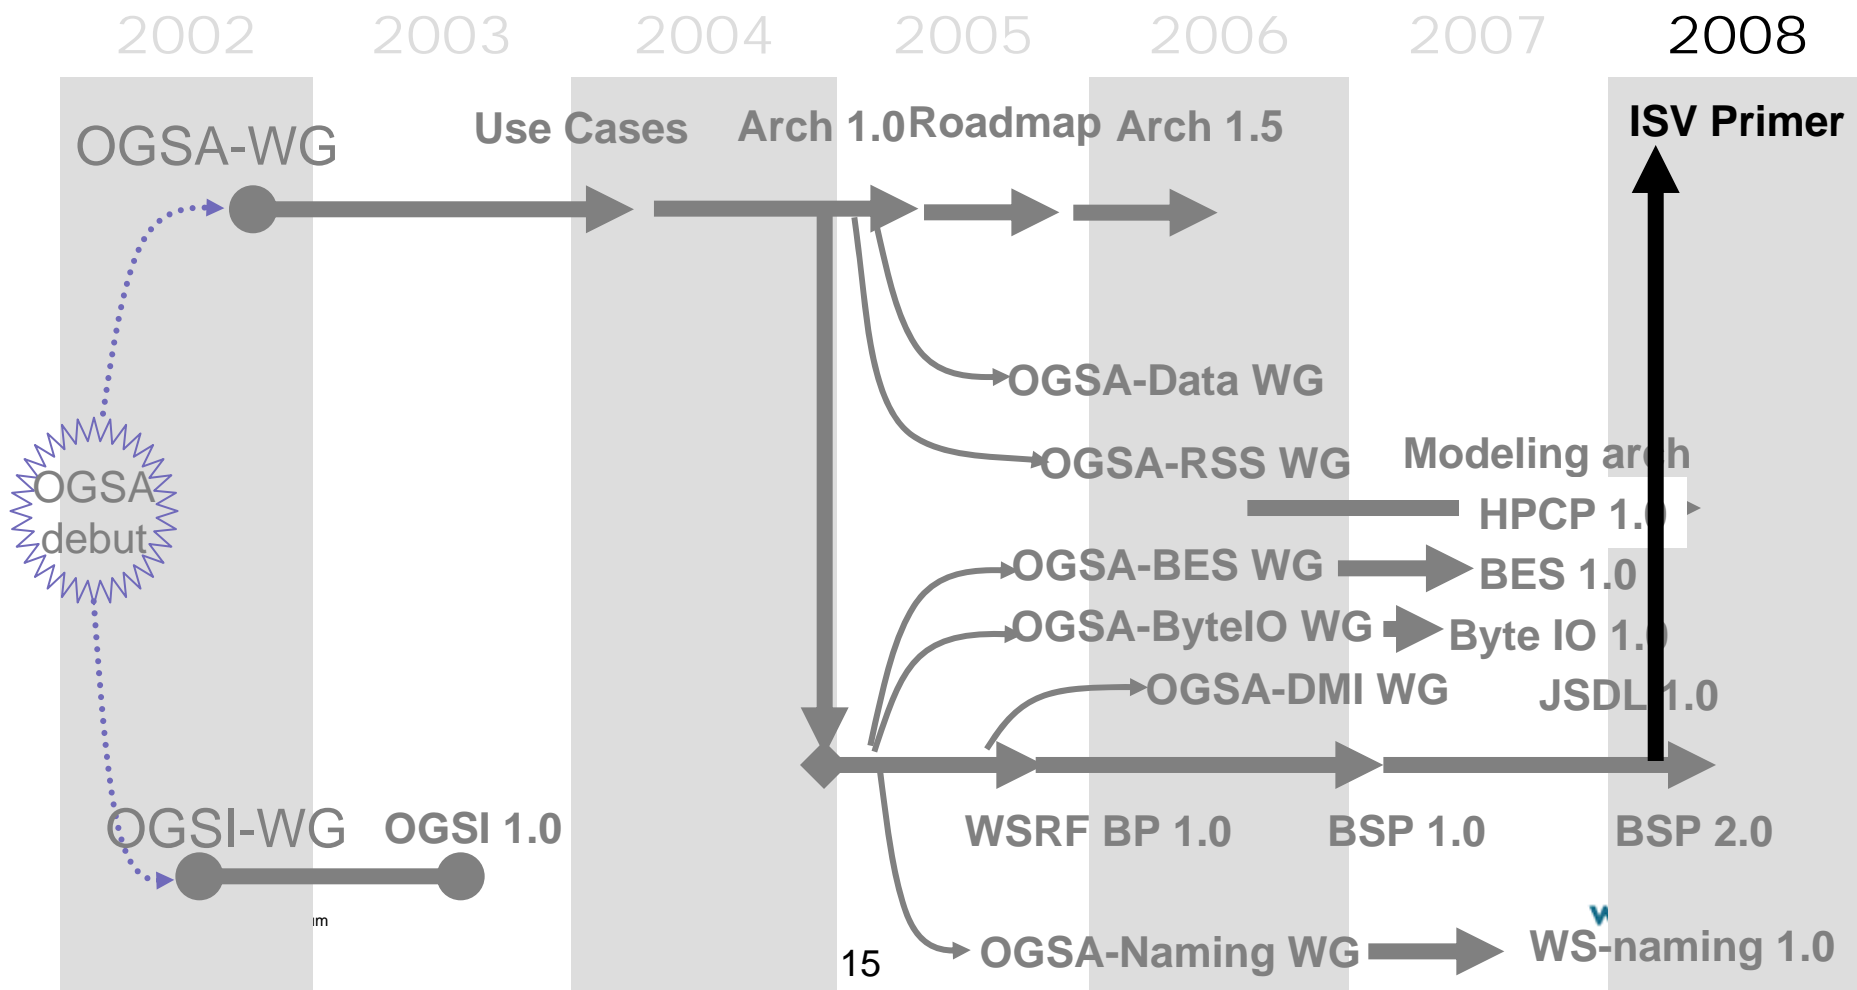 2002 2003 2004 2005 2006 2007 2008
OGSA-WG
Use Cases
Arch 1.0
Roadmap
Arch 1.5
ISV Primer
OGSA-Data WG
OGSA-RSS WG
Modeling arch
HPCP 1.0
OGSA
debut
OGSA-BES WG
BES 1.0
OGSA-ByteIO WG
Byte IO 1.0
OGSA-DMI WG
JSDL 1.0
OGSI-WG
OGSI 1.0
WSRF BP 1.0
BSP 1.0
BSP 2.0
OGSA-Naming WG
WS-naming 1.0
15